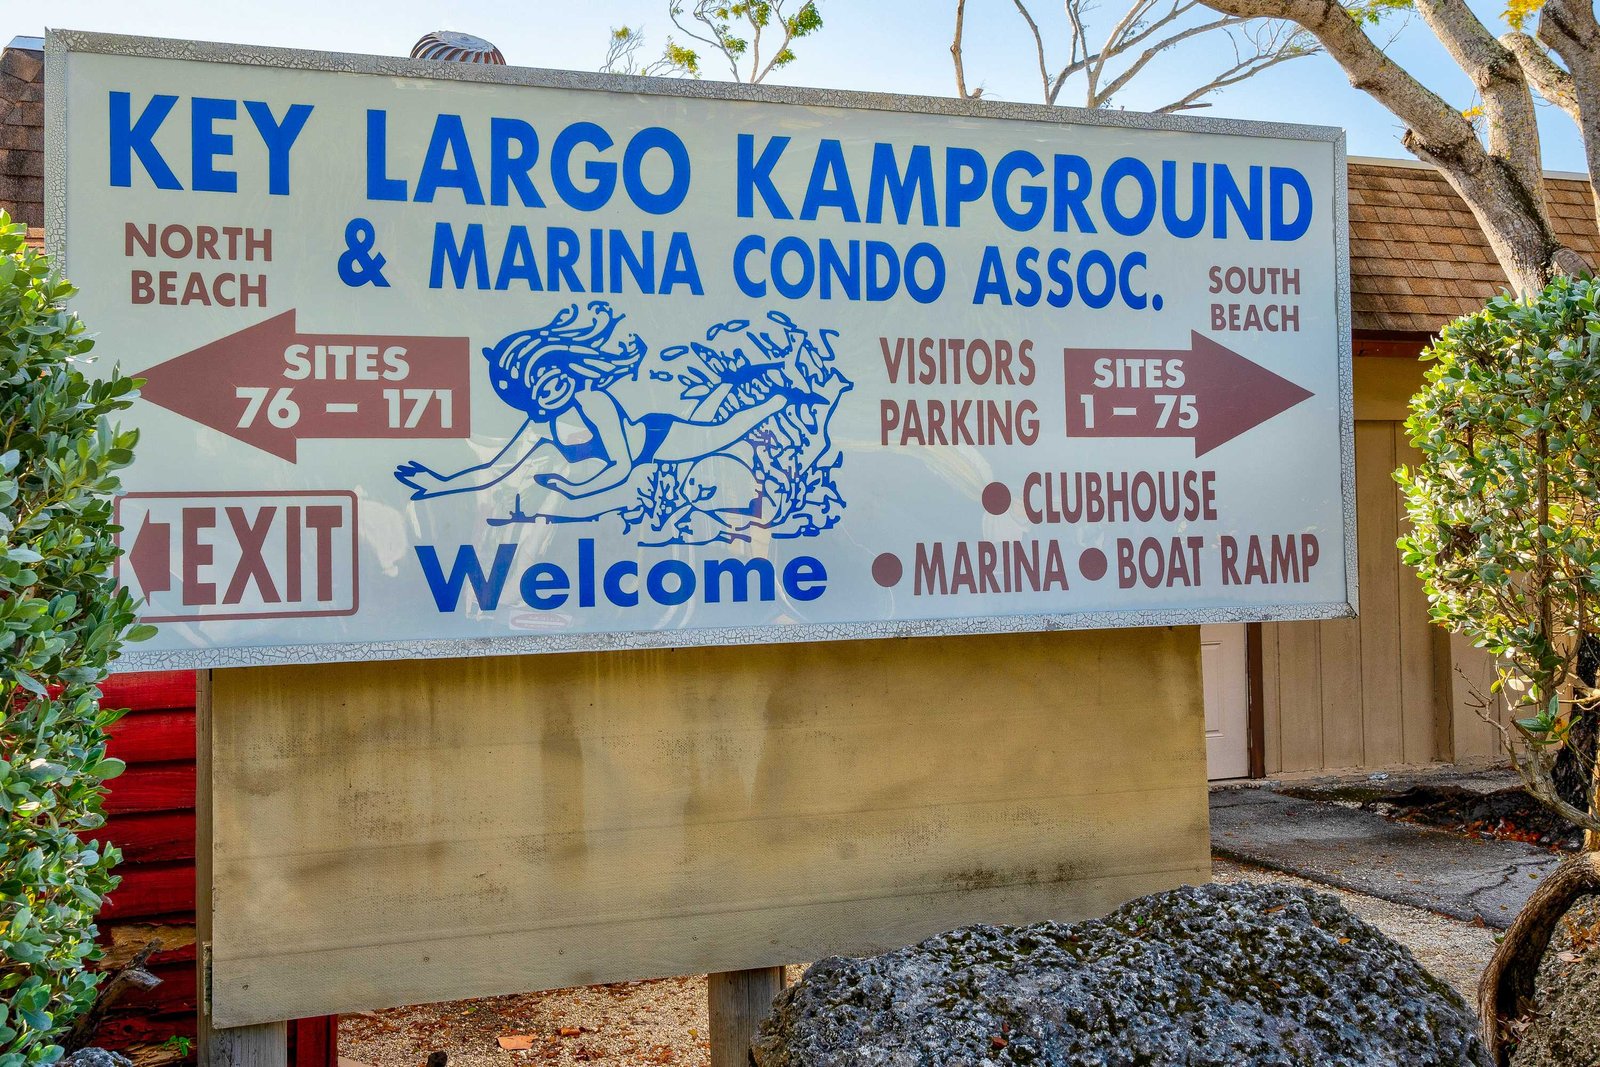 KEY LARGO KAMPGROUND
& MARINA CONDO ASSOC.
NORTH
BEACH
SITES
76 – 171
EXIT
Welcome
SOUTH
BEACH
VISITORS
PARKING
SITES
1 – 75
• CLUBHOUSE
• MARINA • BOAT RAMP